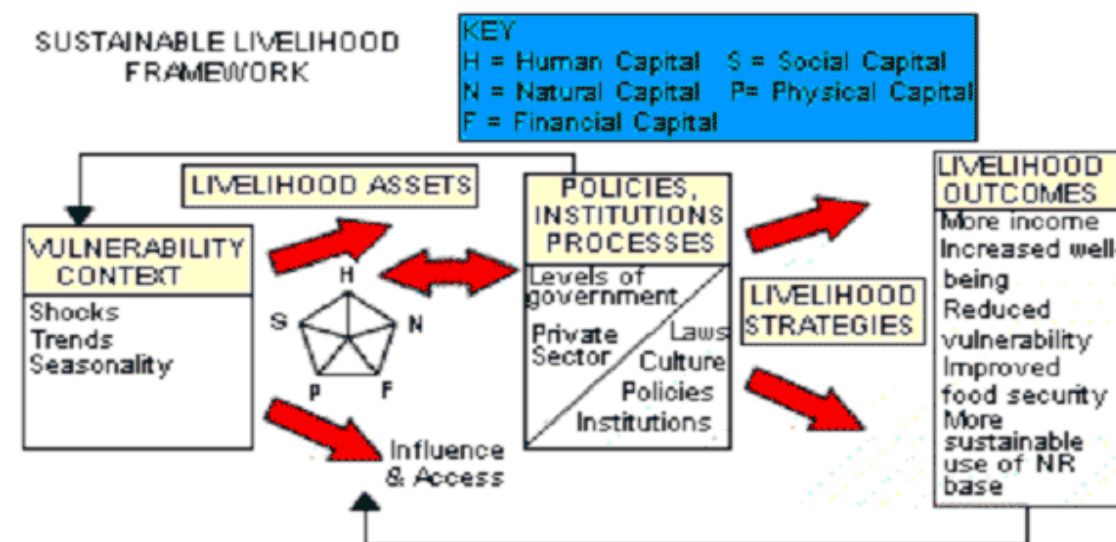 SUSTAINABLE LIVELIHOOD
FRAMEWORK
KEY
H = Human Capital S = Social Capital
N = Natural Capital P= Physical Capital
F = Financial Capital
LIVELIHOOD ASSETS
VULNERABILITY
CONTEXT
Shocks
Trends
Seasonality
H
S
N
P
F
Influence
& Access
POLICIES,
INSTITUTIONS
PROCESSES
Levels of
government
Private
Sector
Laws
Culture
Policies
Institutions
LIVELIHOOD
STRATEGIES
LIVELIHOOD
OUTCOMES
More income
Increased well-
being
Reduced
vulnerability
Improved
food security
More
sustainable
use of NR
base